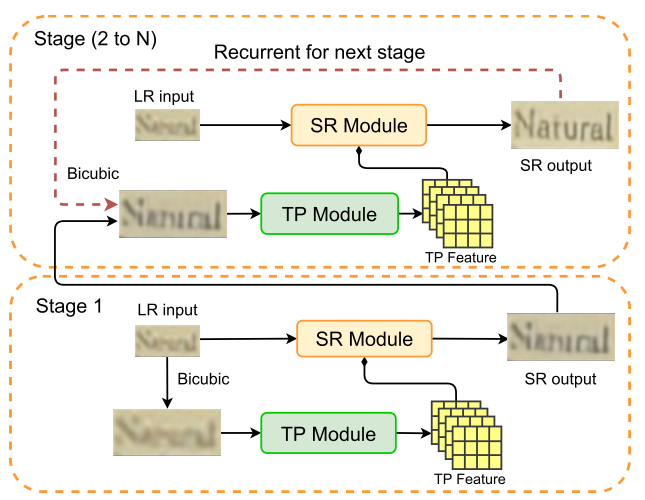 Stage (2 to N)
Recurrent for next stage
LR input
Natural
SR Module
Natural
SR output
Bicubic
Natural
TP Module
TP Feature
Stage 1
LR input
Natural
SR Module
Natural
SR output
Bicubic
Natural
TP Module
TP Feature